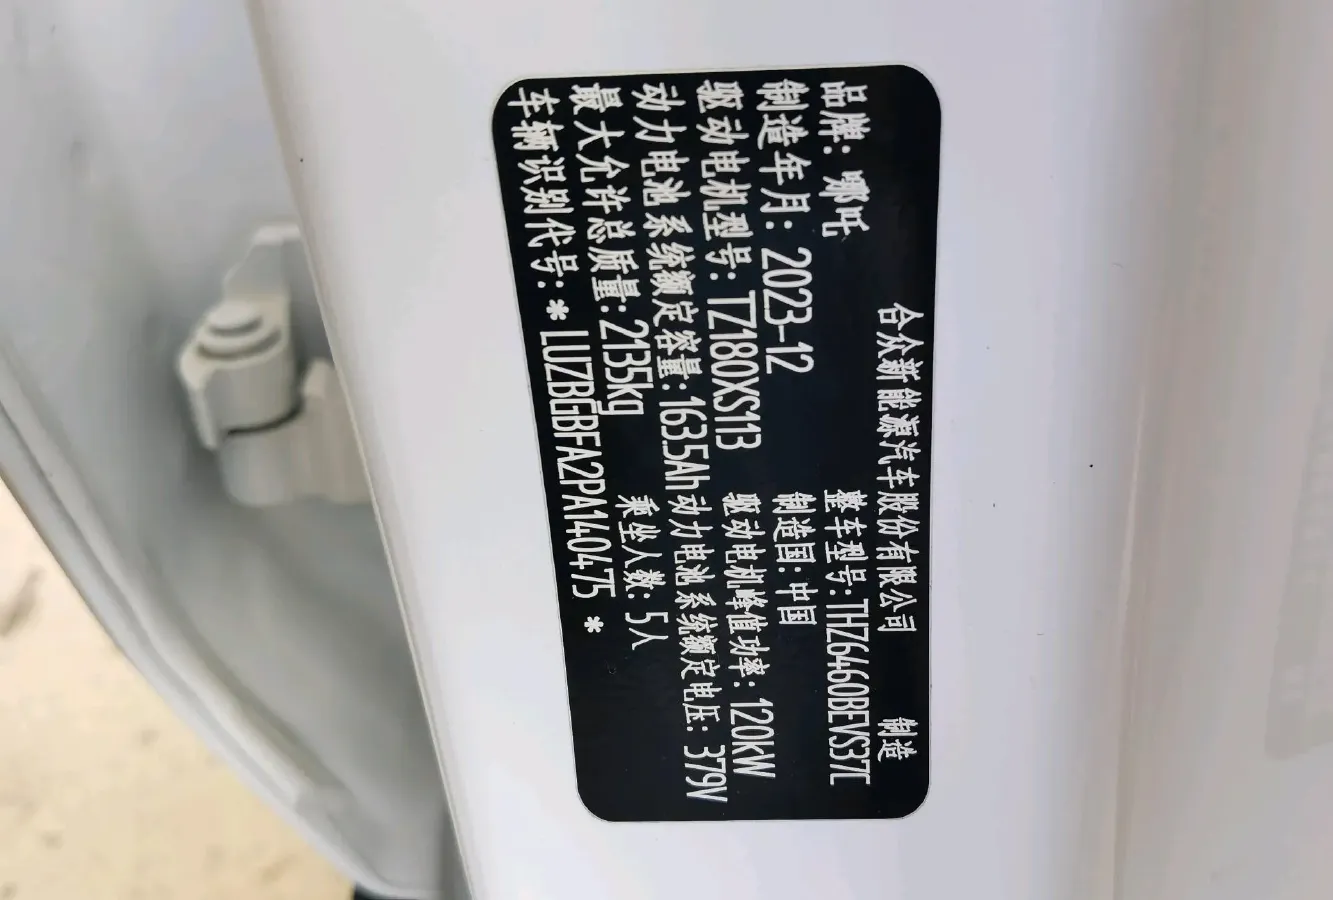 合众新能源汽车股份有限公司 制造
品牌：哪吒 整车型号：THZ6460BEVS37C
制造年月：2023-12 制造国：中国
驱动电机型号：TZ180XS113 驱动电机峰值功率：120kW
动力电池系统额定容量：163.5Ah 动力电池系统额定电压：379V
最大允许总质量：2135kg 乘坐人数：5人
车辆识别代号：* LUZBGBFA2PA140475 *